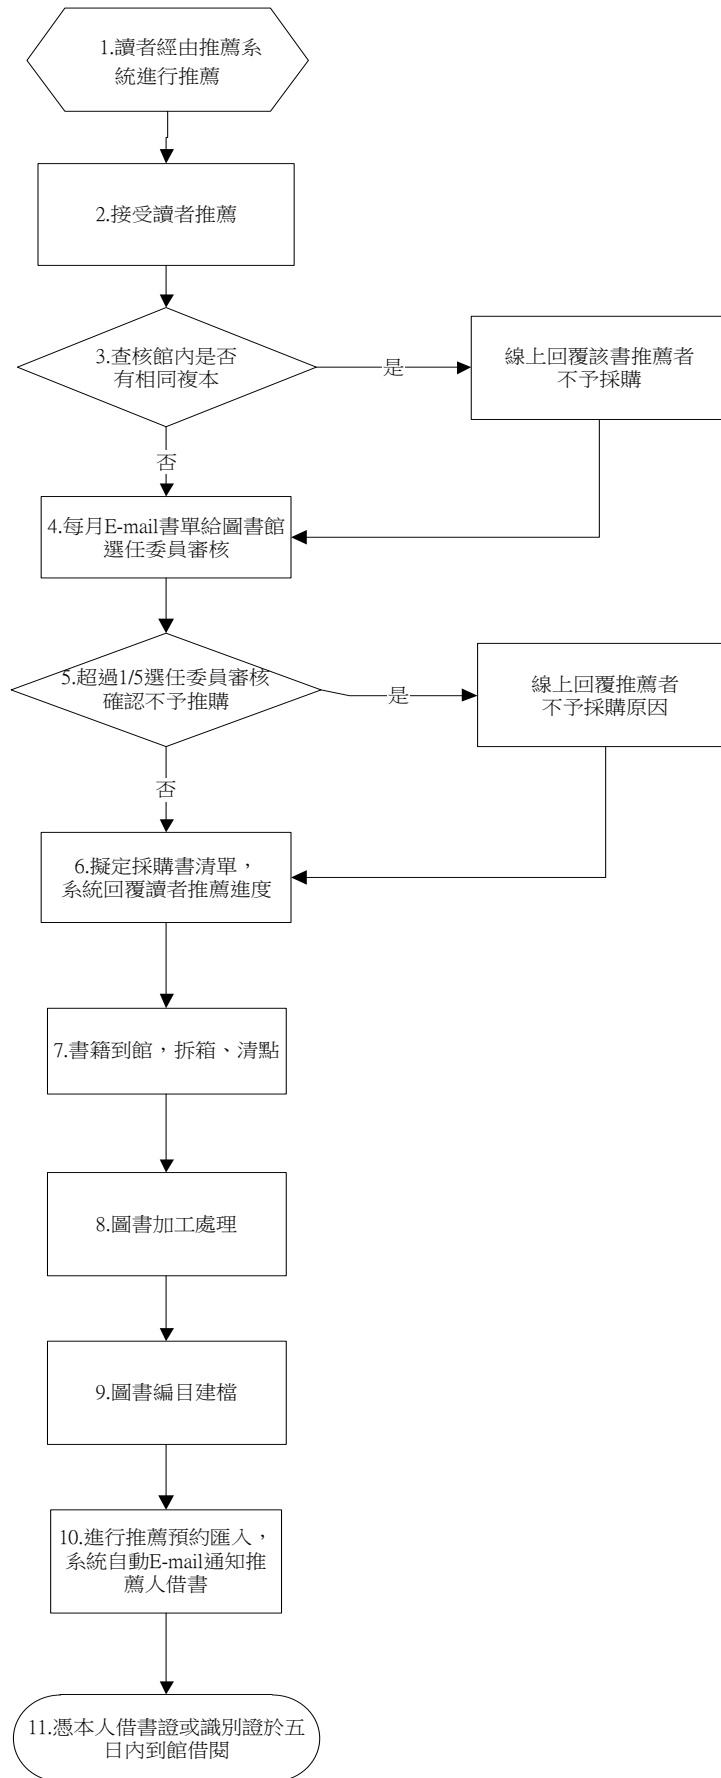 1.讀者經由推薦系
統進行推薦
2.接受讀者推薦
3.查核館內是否
有相同複本
是
線上回覆該書推薦者
不予採購
否
4.每月E-mail書單給圖書館
選任委員審核
5.超過1/5選任委員審核
確認不予推購
是
線上回覆推薦者
不予採購原因
否
6.擬定採購書清單，
系統回覆讀者推薦進度
7.書籍到館，拆箱、清點
8.圖書加工處理
9.圖書編目建檔
10.進行推薦預約匯入，
系統自動E-mail通知推
薦人借書
11.憑本人借書證或識別證於五
日內到館借閱